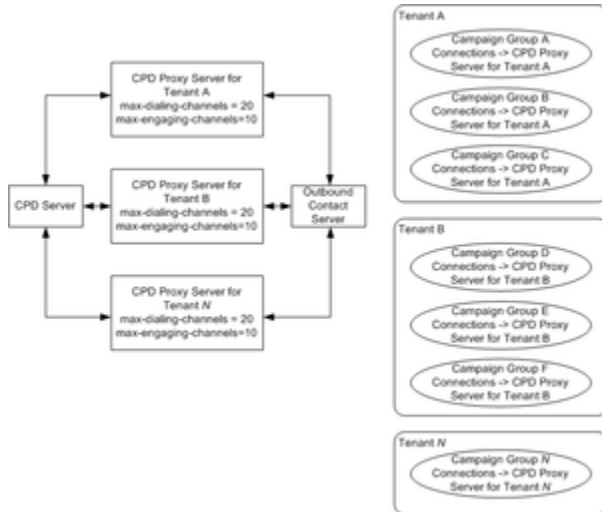 CPD Proxy Server for
Tenant A
max-dialing-channels = 20
max-engaging-channels=10
CPD Server
CPD Proxy Server for
Tenant B
max-dialing-channels = 20
max-engaging-channels=10
Outbound
Contact
Server
CPD Proxy Server for
Tenant N
max-dialing-channels = 20
max-engaging-channels=10
Tenant A
Campaign Group A
Connections -> CPD Proxy
Server for Tenant A
Campaign Group B
Connections -> CPD Proxy
Server for Tenant A
Campaign Group C
Connections -> CPD Proxy
Server for Tenant A
Tenant B
Campaign Group D
Connections -> CPD Proxy
Server for Tenant B
Campaign Group E
Connections -> CPD Proxy
Server for Tenant B
Campaign Group F
Connections -> CPD Proxy
Server for Tenant B
Tenant N
Campaign Group N
Connections -> CPD Proxy
Server for Tenant N